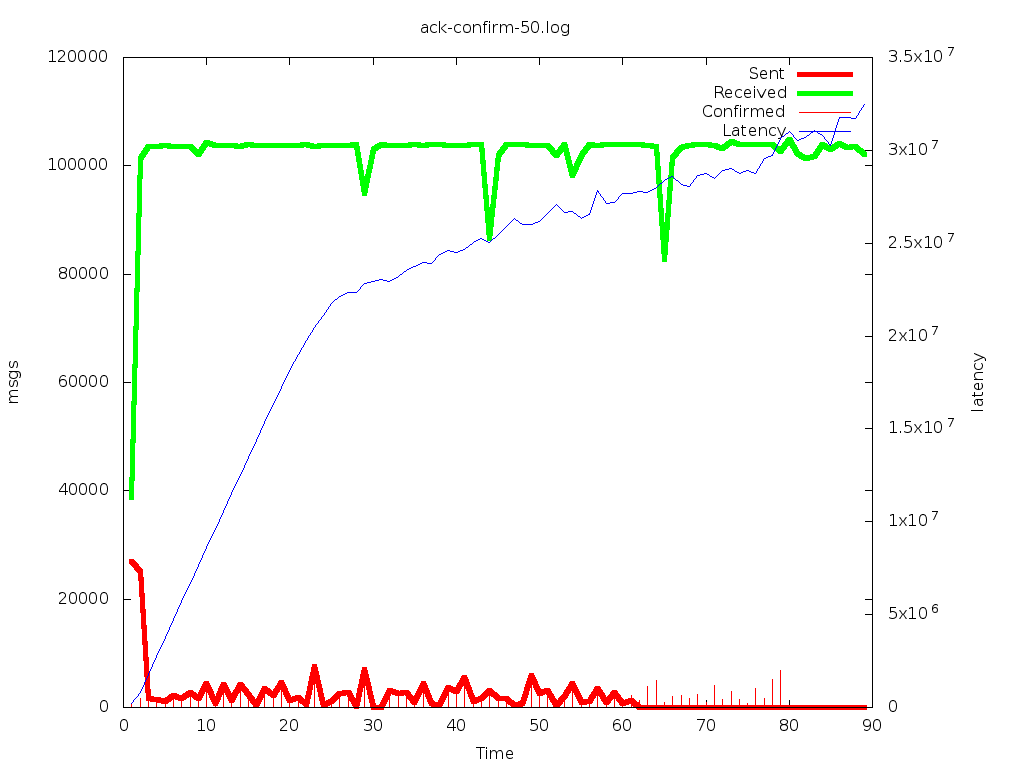 ack-confirm-50.log
120000
100000
80000
60000
40000
20000
0
msgs
3.5x10^7
3x10^7
2.5x10^7
2x10^7
1.5x10^7
1x10^7
5x10^6
0
latency
Sent
Received
Confirmed
Latency
0 10 20 30 40 50 60 70 80 90
Time